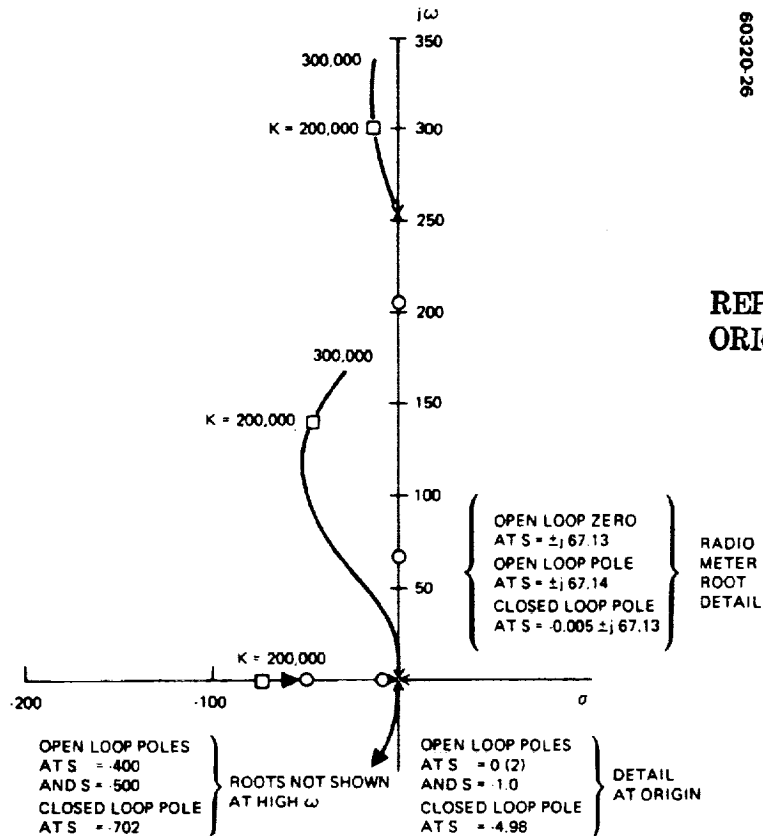 jω
350
300,000
60320-26
K = 200,000
300
250
200
REP
ORI
300,000
150
K = 200,000
100
OPEN LOOP ZERO
AT S = ±j 67.13
OPEN LOOP POLE
AT S = ±j 67.14
CLOSED LOOP POLE
AT S = -0.005 ±j 67.13
RADIO
METER
ROOT
DETAIL
50
K = 200,000
-200
-100
σ
OPEN LOOP POLES
AT S = -400
AND S = -500
CLOSED LOOP POLE
AT S = -702
ROOTS NOT SHOWN
AT HIGH ω
OPEN LOOP POLES
AT S = 0 (2)
AND S = -1.0
CLOSED LOOP POLE
AT S = -4.98
DETAIL
AT ORIGIN